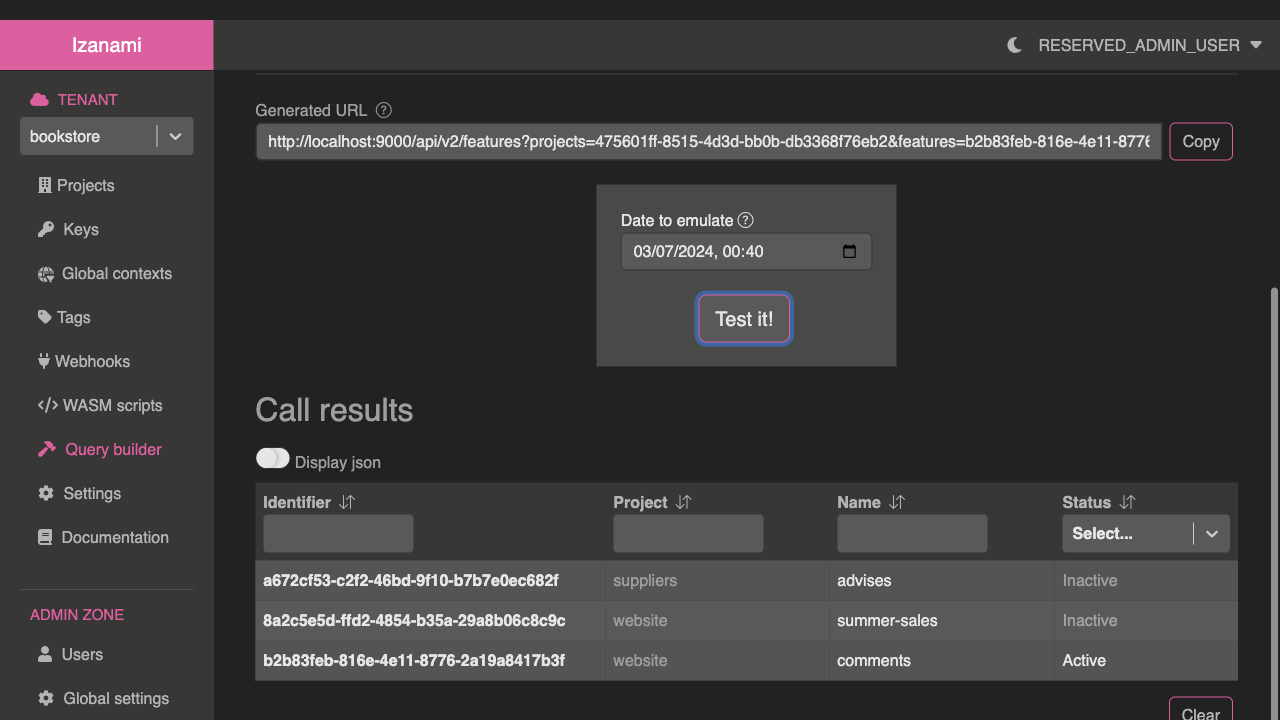 Izanami
RESERVED_ADMIN_USER
TENANT
bookstore
Projects
Keys
Global contexts
Tags
Webhooks
WASM scripts
Query builder
Settings
Documentation
ADMIN ZONE
Users
Global settings
Generated URL
http://localhost:9000/api/v2/features?projects=475601ff-8515-4d3d-bb0b-db3368f76eb2&features=b2b83feb-816e-4e11-8776
Copy
Date to emulate
03/07/2024, 00:40
Test it!
Call results
Display json
Identifier Project Name Status
Select...
a672cf53-c2f2-46bd-9f10-b7b7e0ec682f suppliers advises Inactive
8a2c5e5d-ffd2-4854-b35a-29a8b06c8c9c website summer-sales Inactive
b2b83feb-816e-4e11-8776-2a19a8417b3f website comments Active
Clear